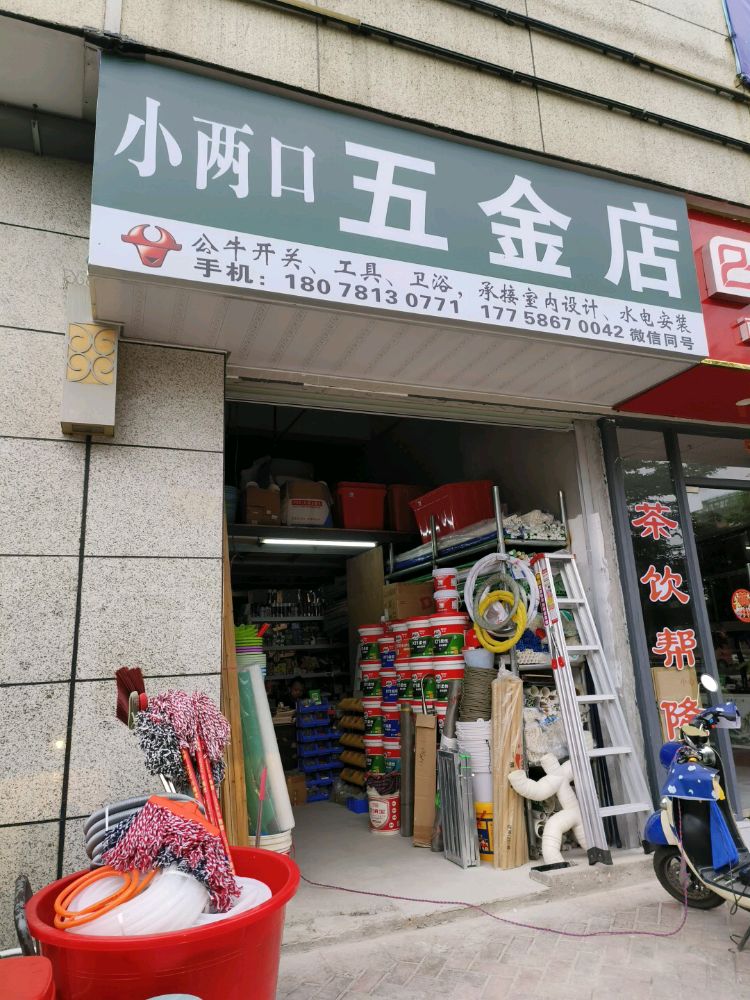 小两口五金店
公牛开关、工具、卫浴，承接室内设计、水电安装
手机：180 7813 0771 177 5867 0042 微信同号
茶饮帮隆